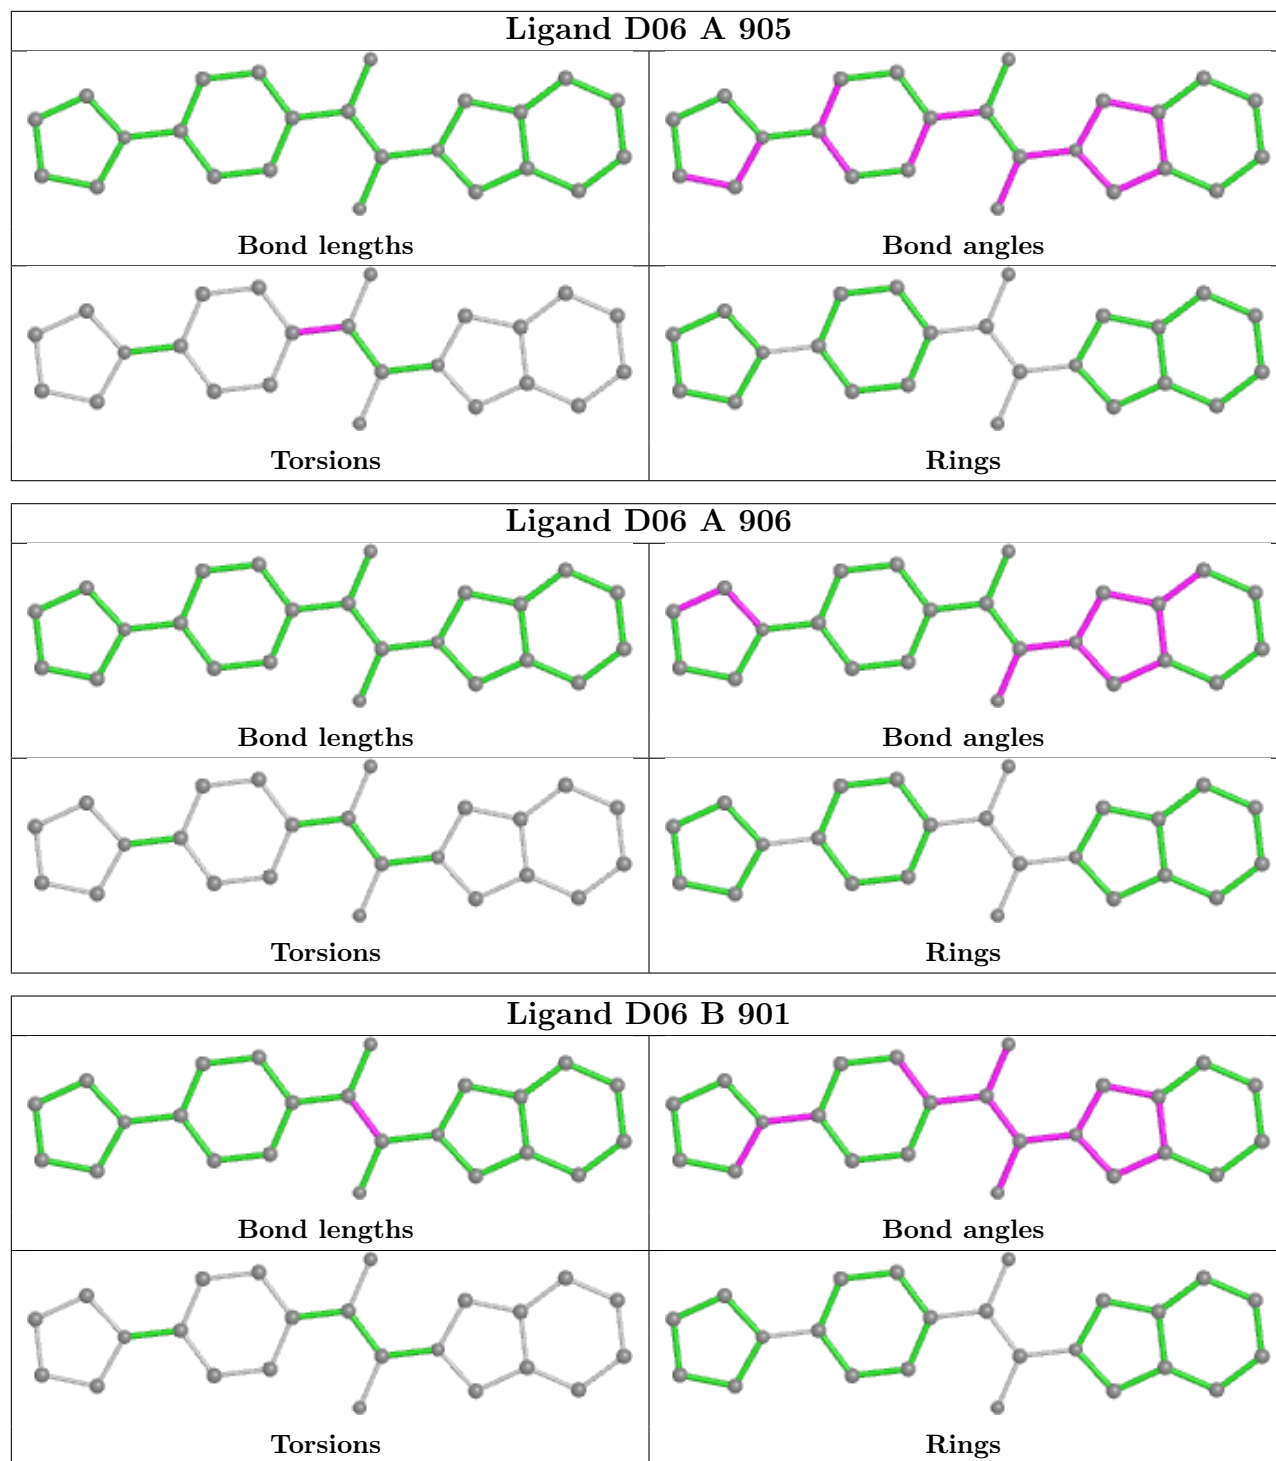 Ligand D06 A 905
Bond lengths
Bond angles
Torsions
Rings
Ligand D06 A 906
Bond lengths
Bond angles
Torsions
Rings
Ligand D06 B 901
Bond lengths
Bond angles
Torsions
Rings